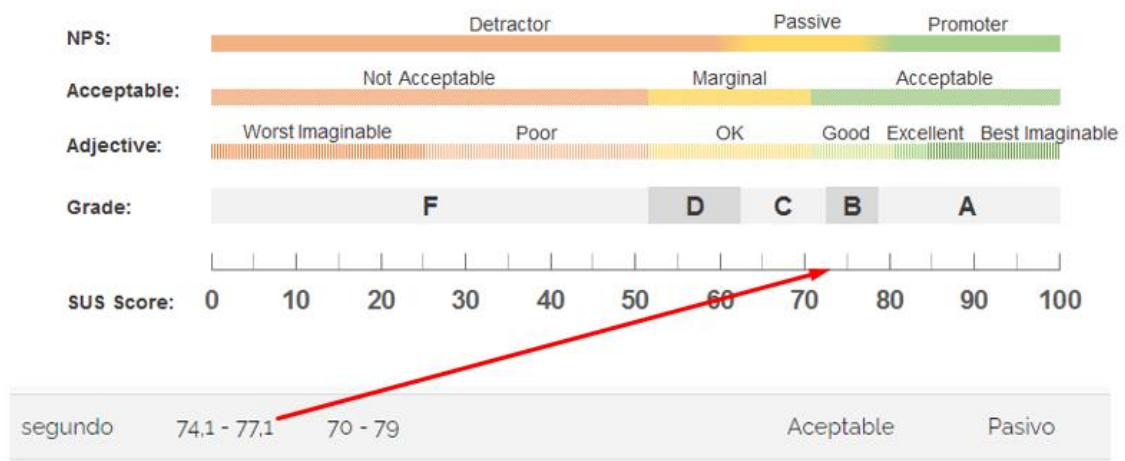 NPS: Detractor Passive Promoter
Acceptable: Not Acceptable Marginal Acceptable
Adjective: Worst Imaginable Poor OK Good Excellent Best Imaginable
Grade: F D C B A
SUS Score: 0 10 20 30 40 50 60 70 80 90 100
segundo 74,1 - 77,1 70 - 79 Aceptable Pasivo